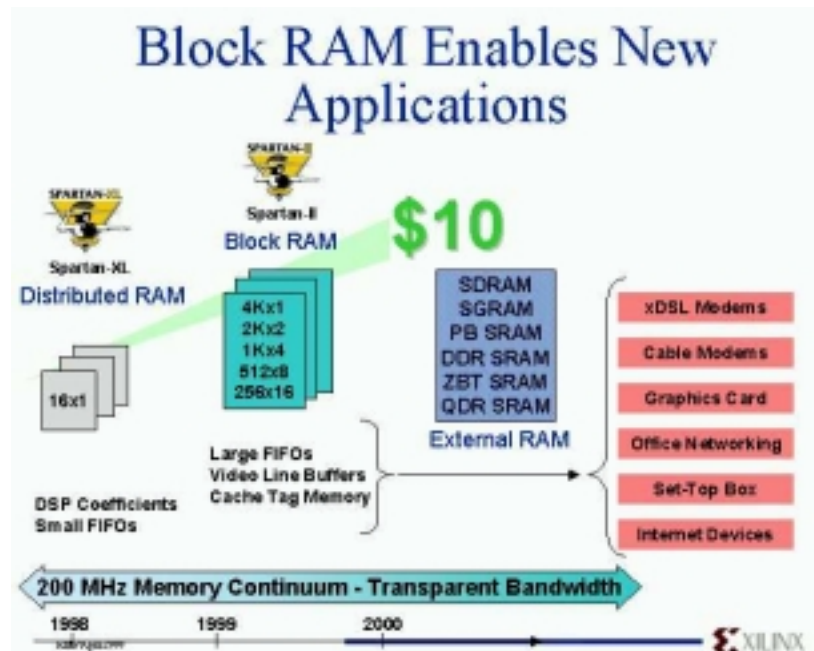 Block RAM Enables New
Applications
SPARTAN-XL
Spartan-XL
Distributed RAM
16x1
DSP Coefficients
Small FIFOs
SPARTAN-II
Spartan-II
Block RAM
4Kx1
2Kx2
1Kx4
512x8
256x16
Large FIFOs
Video Line Buffers
Cache Tag Memory
$10
SDRAM
SGRAM
PB SRAM
DDR SRAM
ZBT SRAM
QDR SRAM
External RAM
xDSL Modems
Cable Modems
Graphics Card
Office Networking
Set-Top Box
Internet Devices
200 MHz Memory Continuum - Transparent Bandwidth
1998
1999
2000
XILINX